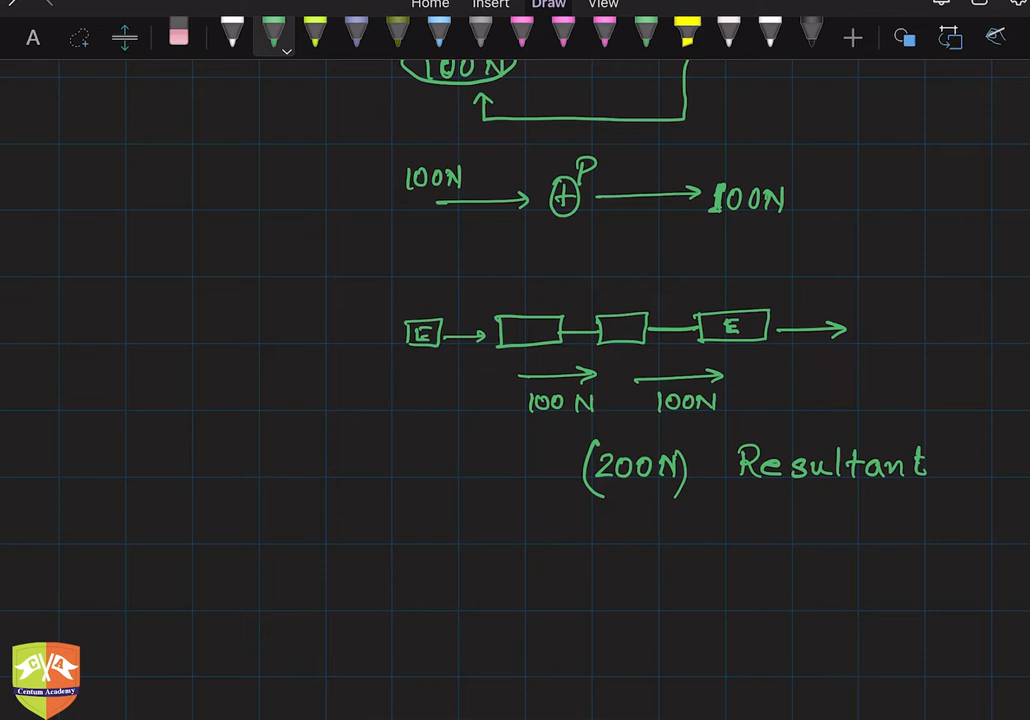 Home Insert Draw View
A
100N
100N P 100N
E E
100 N 100N
(200N) Resultant
C A
Centum Academy